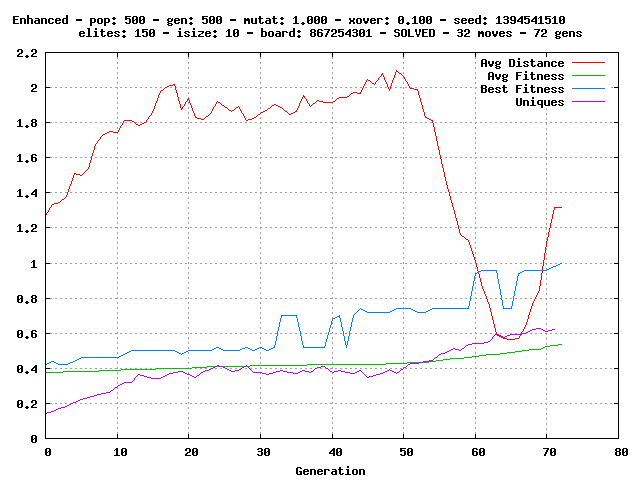 Enhanced - pop: 500 - gen: 500 - mutat: 1.000 - xover: 0.100 - seed: 1394541510
elites: 150 - isize: 10 - board: 867254301 - SOLVED - 32 moves - 72 gens
Avg Distance
Avg Fitness
Best Fitness
Uniques
2.2
2
1.8
1.6
1.4
1.2
1
0.8
0.6
0.4
0.2
0
0 10 20 30 40 50 60 70 80
Generation